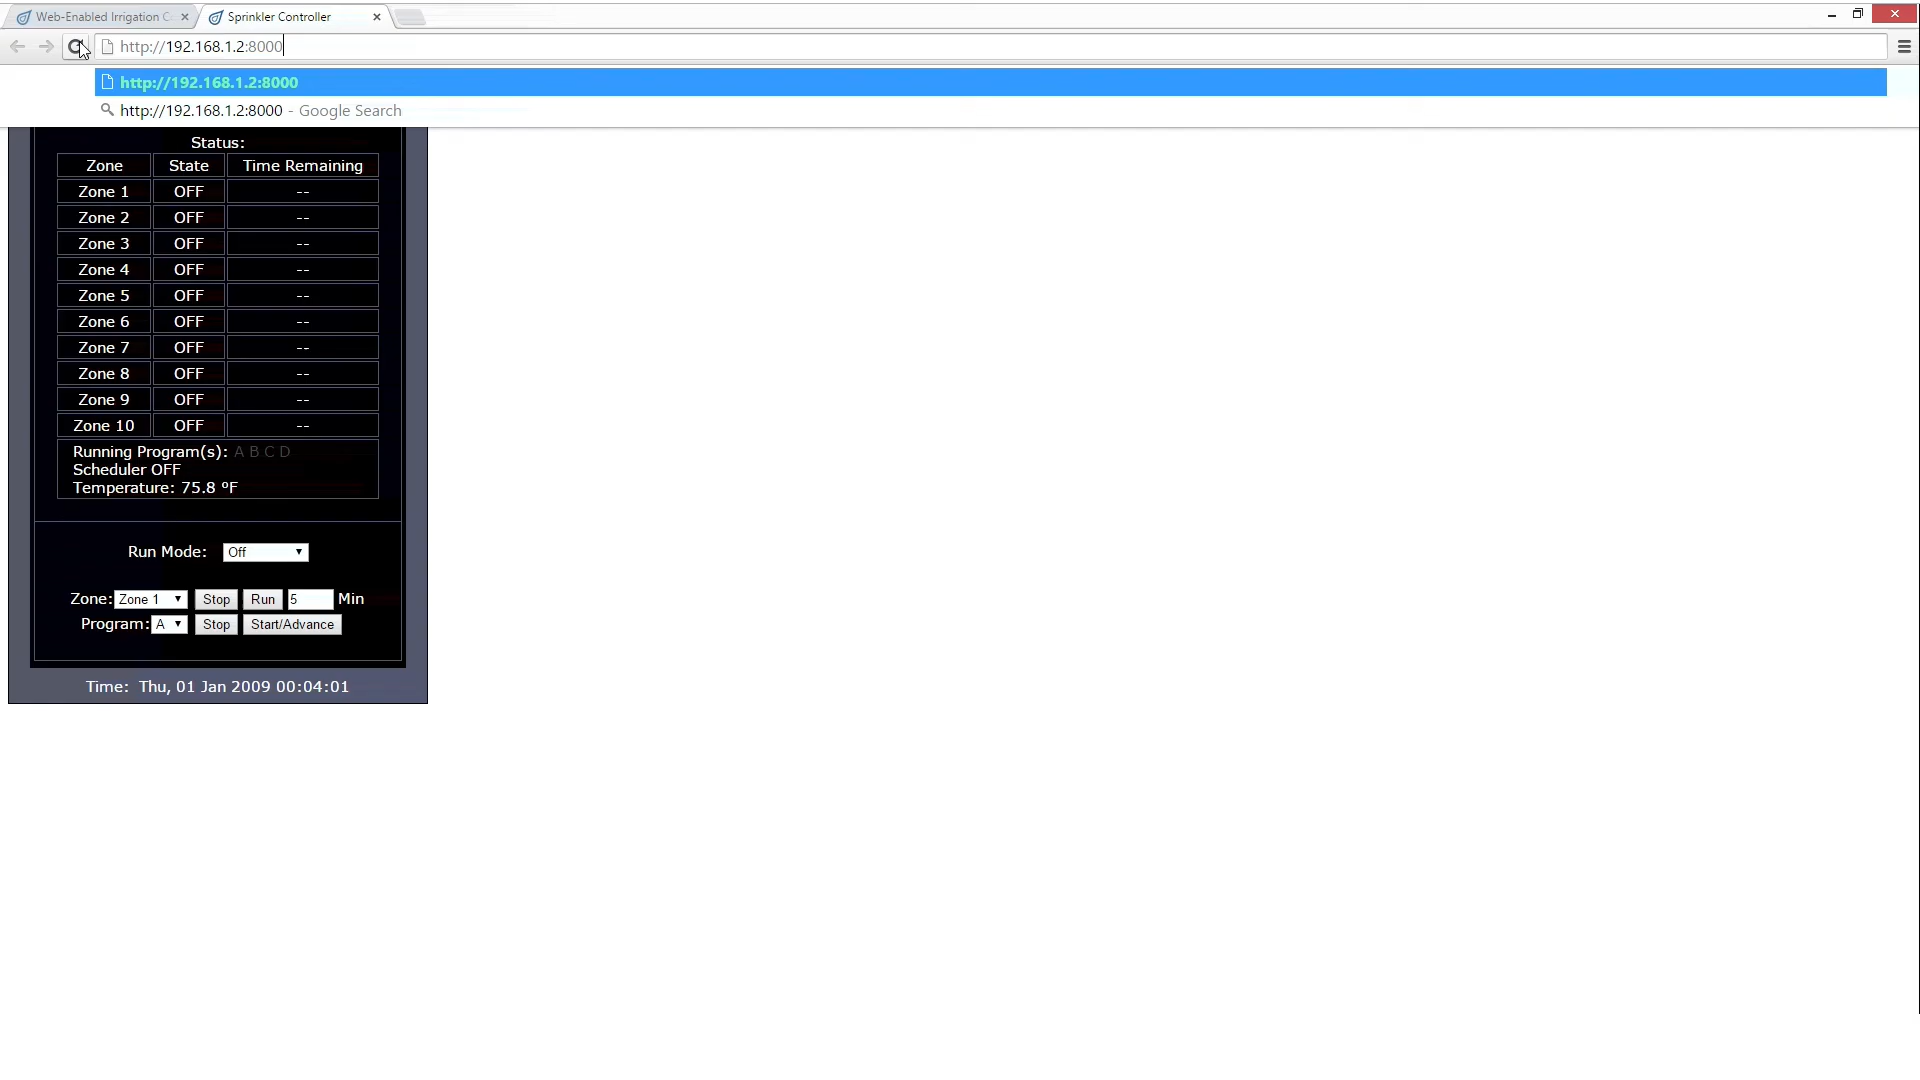 Web-Enabled Irrigation C
Sprinkler Controller
http://192.168.1.2:8000
http://192.168.1.2:8000
http://192.168.1.2:8000 - Google Search
Status:
Zone State Time Remaining
Zone 1 OFF --
Zone 2 OFF --
Zone 3 OFF --
Zone 4 OFF --
Zone 5 OFF --
Zone 6 OFF --
Zone 7 OFF --
Zone 8 OFF --
Zone 9 OFF --
Zone 10 OFF --
Running Program(s): A B C D
Scheduler OFF
Temperature: 75.8 ºF
Run Mode: Off
Zone: Zone 1 Stop Run 5 Min
Program: A Stop Start/Advance
Time: Thu, 01 Jan 2009 00:04:01